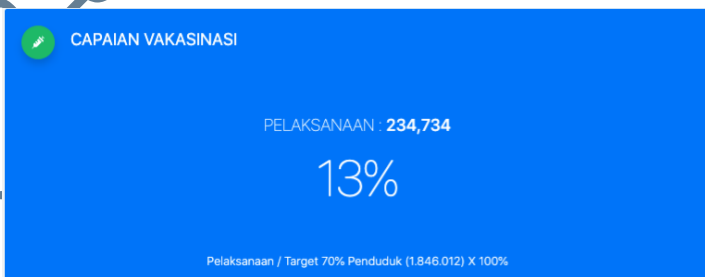 CAPAIAN VAKASINASI
PELAKSANAAN : 234,734
13%
Pelaksanaan / Target 70% Penduduk (1.846.012) X 100%